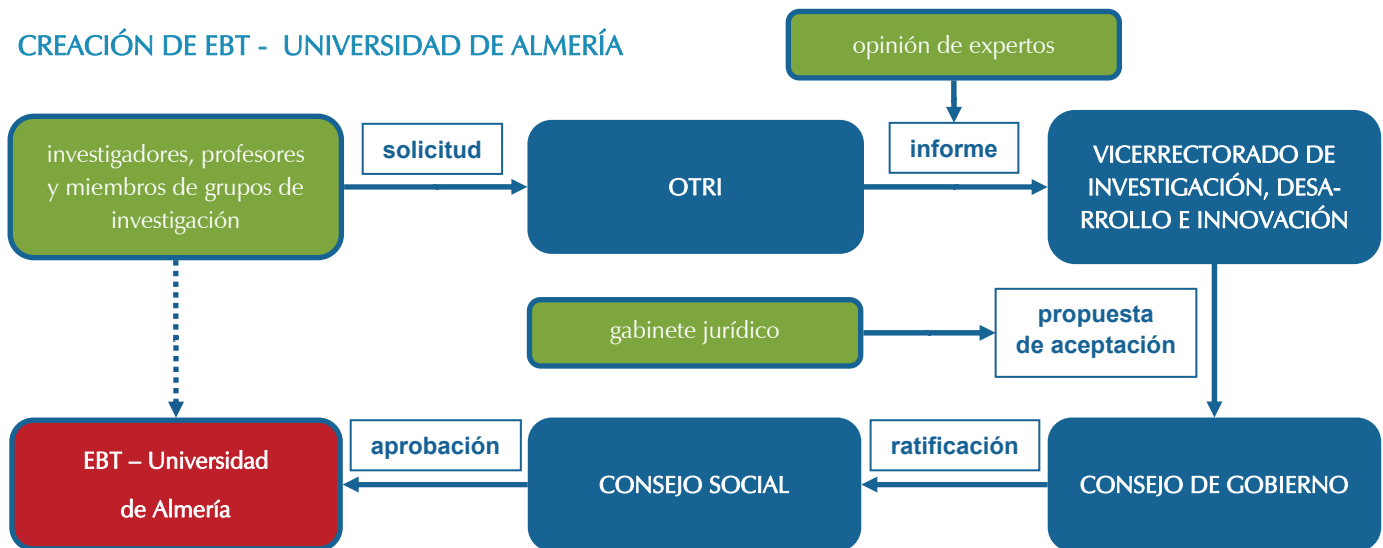 CREACIÓN DE EBT - UNIVERSIDAD DE ALMERÍA
opinión de expertos
investigadores, profesores
y miembros de grupos de
investigación
solicitud
OTRI
informe
VICERRECTORADO DE
INVESTIGACIÓN, DESA-
RROLLO E INNOVACIÓN
gabinete jurídico
propuesta
de aceptación
EBT – Universidad
de Almería
aprobación
CONSEJO SOCIAL
ratificación
CONSEJO DE GOBIERNO